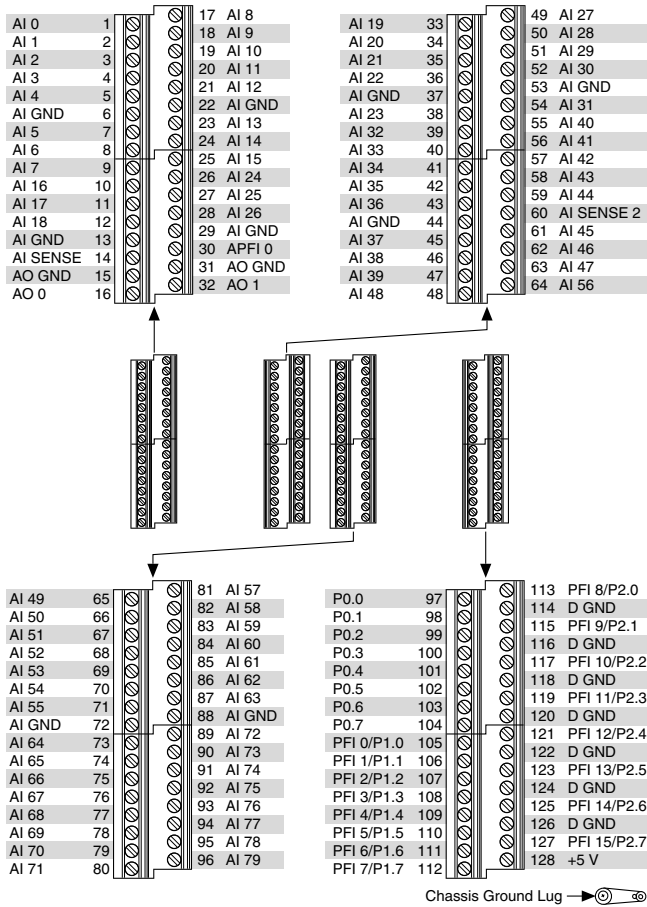 AI 0 1
AI 1 2
AI 2 3
AI 3 4
AI 4 5
AI GND 6
AI 5 7
AI 6 8
AI 7 9
AI 16 10
AI 17 11
AI 18 12
AI GND 13
AI SENSE 14
AO GND 15
AO 0 16
17 AI 8
18 AI 9
19 AI 10
20 AI 11
21 AI 12
22 AI GND
23 AI 13
24 AI 14
25 AI 15
26 AI 24
27 AI 25
28 AI 26
29 AI GND
30 APFI 0
31 AO GND
32 AO 1
AI 19 33
AI 20 34
AI 21 35
AI 22 36
AI GND 37
AI 23 38
AI 32 39
AI 33 40
AI 34 41
AI 35 42
AI 36 43
AI GND 44
AI 37 45
AI 38 46
AI 39 47
AI 48 48
49 AI 27
50 AI 28
51 AI 29
52 AI 30
53 AI GND
54 AI 31
55 AI 40
56 AI 41
57 AI 42
58 AI 43
59 AI 44
60 AI SENSE 2
61 AI 45
62 AI 46
63 AI 47
64 AI 56
AI 49 65
AI 50 66
AI 51 67
AI 52 68
AI 53 69
AI 54 70
AI 55 71
AI GND 72
AI 64 73
AI 65 74
AI 66 75
AI 67 76
AI 68 77
AI 69 78
AI 70 79
AI 71 80
81 AI 57
82 AI 58
83 AI 59
84 AI 60
85 AI 61
86 AI 62
87 AI 63
88 AI GND
89 AI 72
90 AI 73
91 AI 74
92 AI 75
93 AI 76
94 AI 77
95 AI 78
96 AI 79
P0.0 97
P0.1 98
P0.2 99
P0.3 100
P0.4 101
P0.5 102
P0.6 103
P0.7 104
PFI 0/P1.0 105
PFI 1/P1.1 106
PFI 2/P1.2 107
PFI 3/P1.3 108
PFI 4/P1.4 109
PFI 5/P1.5 110
PFI 6/P1.6 111
PFI 7/P1.7 112
113 PFI 8/P2.0
114 D GND
115 PFI 9/P2.1
116 D GND
117 PFI 10/P2.2
118 D GND
119 PFI 11/P2.3
120 D GND
121 PFI 12/P2.4
122 D GND
123 PFI 13/P2.5
124 D GND
125 PFI 14/P2.6
126 D GND
127 PFI 15/P2.7
128 +5 V
Chassis Ground Lug